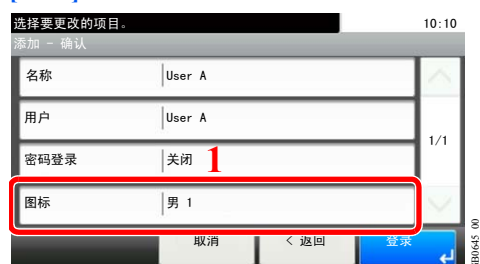 选择要更改的项目。 10:10
添加 - 确认
名称 User A
用户 User A
1/1
密码登录 关闭 1
图标 男 1
取消 < 返回 登录